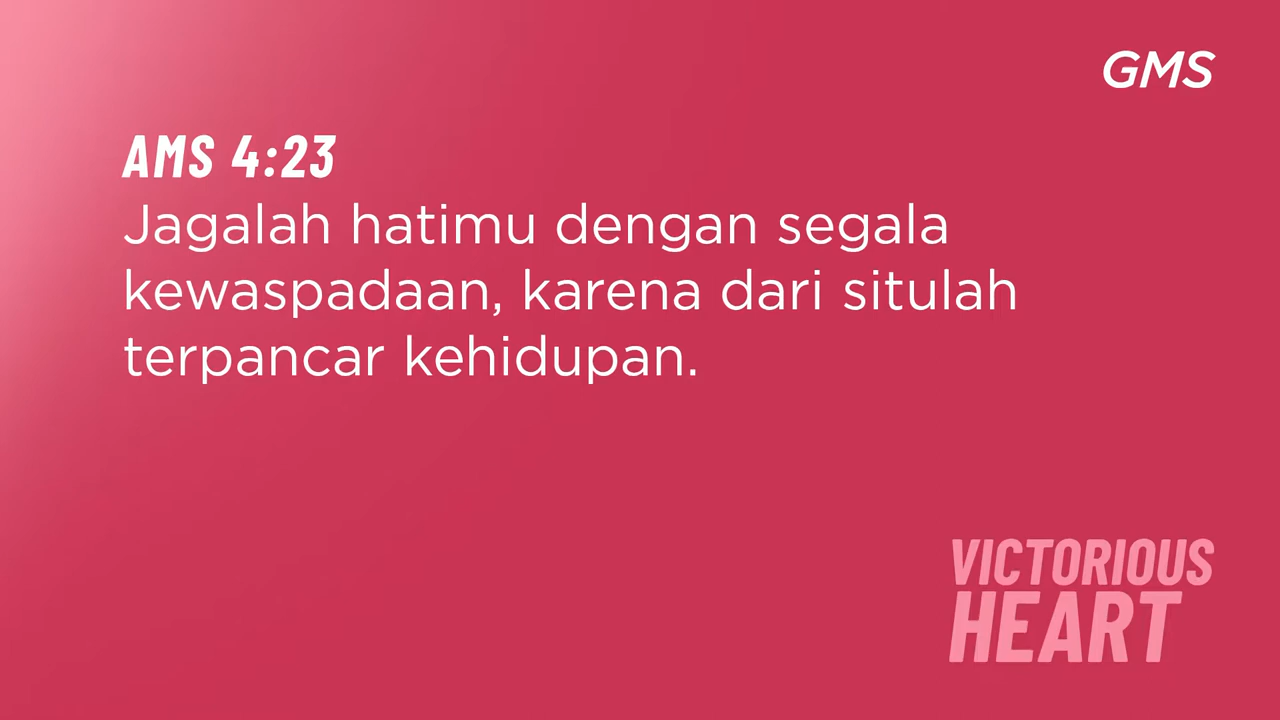 GMS
AMS 4:23
Jagalah hatimu dengan segala
kewaspadaan, karena dari situlah
terpancar kehidupan.
VICTORIOUS
HEART